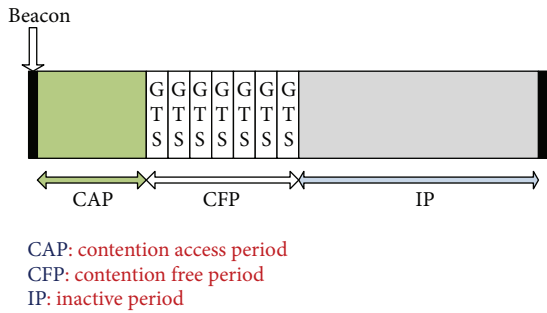 Beacon
G G G G G G G
T T T T T T T
S S S S S S S
CAP CFP IP
CAP: contention access period
CFP: contention free period
IP: inactive period